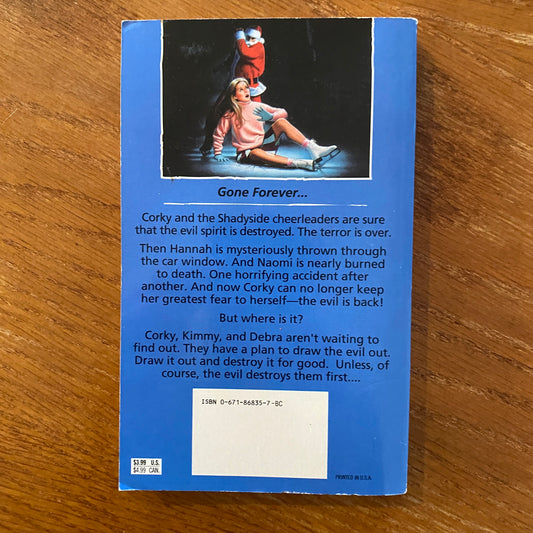 Gone Forever...
Corky and the Shadyside cheerleaders are sure
that the evil spirit is destroyed. The terror is over.
Then Hannah is mysteriously thrown through
the car window. And Naomi is nearly burned
to death. One horrifying accident after
another. And now Corky can no longer keep
her greatest fear to herself—the evil is back!
But where is it?
Corky, Kimmy, and Debra aren't waiting to
find out. They have a plan to draw the evil out.
Draw it out and destroy it for good. Unless, of
course, the evil destroys them first....
ISBN 0-671-86835-7-BC
$3.99 U.S.
$4.99 CAN.
PRINTED IN U.S.A.